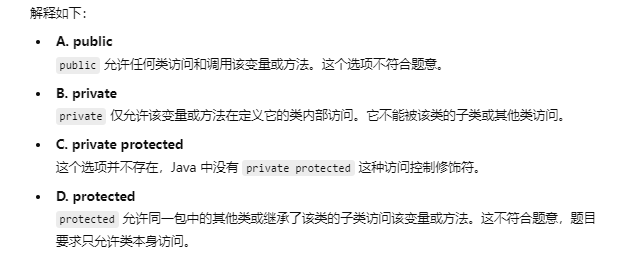 解释如下：
A. public
public 允许任何类访问和调用该变量或方法。这个选项不符合题意。
B. private
private 仅允许该变量或方法在定义它的类内部访问。它不能被该类的子类或其他类访问。
C. private protected
这个选项并不存在，Java 中没有 private protected 这种访问控制修饰符。
D. protected
protected 允许同一包中的其他类或继承了该类的子类访问该变量或方法。这不符合题意，题目
要求只允许类本身访问。